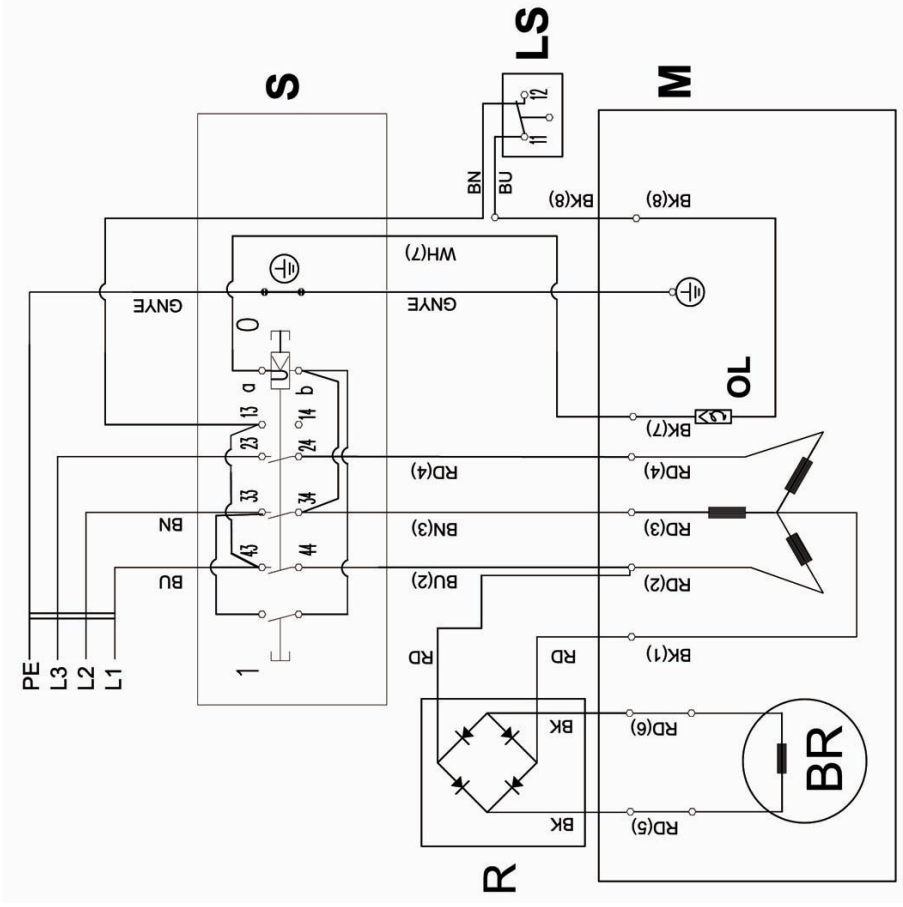 S
LS
M
12
11
BN
BU
BK(8)
BK(8)
WH(7)
GNYE
GNYE
0
a
b
13
14
23
24
33
34
43
44
1
OL
BK(7)
RD(4)
RD(4)
BN
BN(3)
RD(3)
BU
BU(2)
RD(2)
PE
L3
L2
L1
RD
RD
BK(1)
BK
RD(6)
BR
BK
RD(5)
R